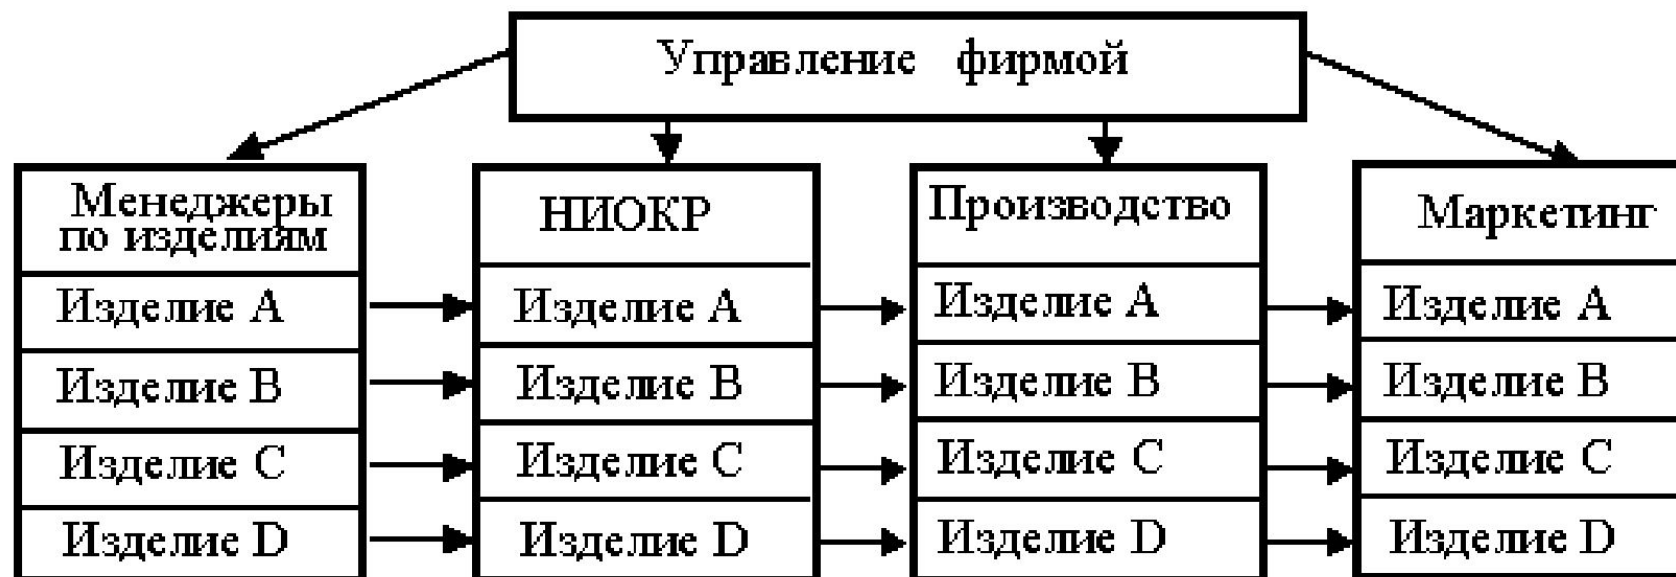 Управление фирмой
Менеджеры
по изделиям
НИОКР
Производство
Маркетинг
Изделие A
Изделие A
Изделие A
Изделие A
Изделие B
Изделие B
Изделие B
Изделие B
Изделие C
Изделие C
Изделие C
Изделие C
Изделие D
Изделие D
Изделие D
Изделие D